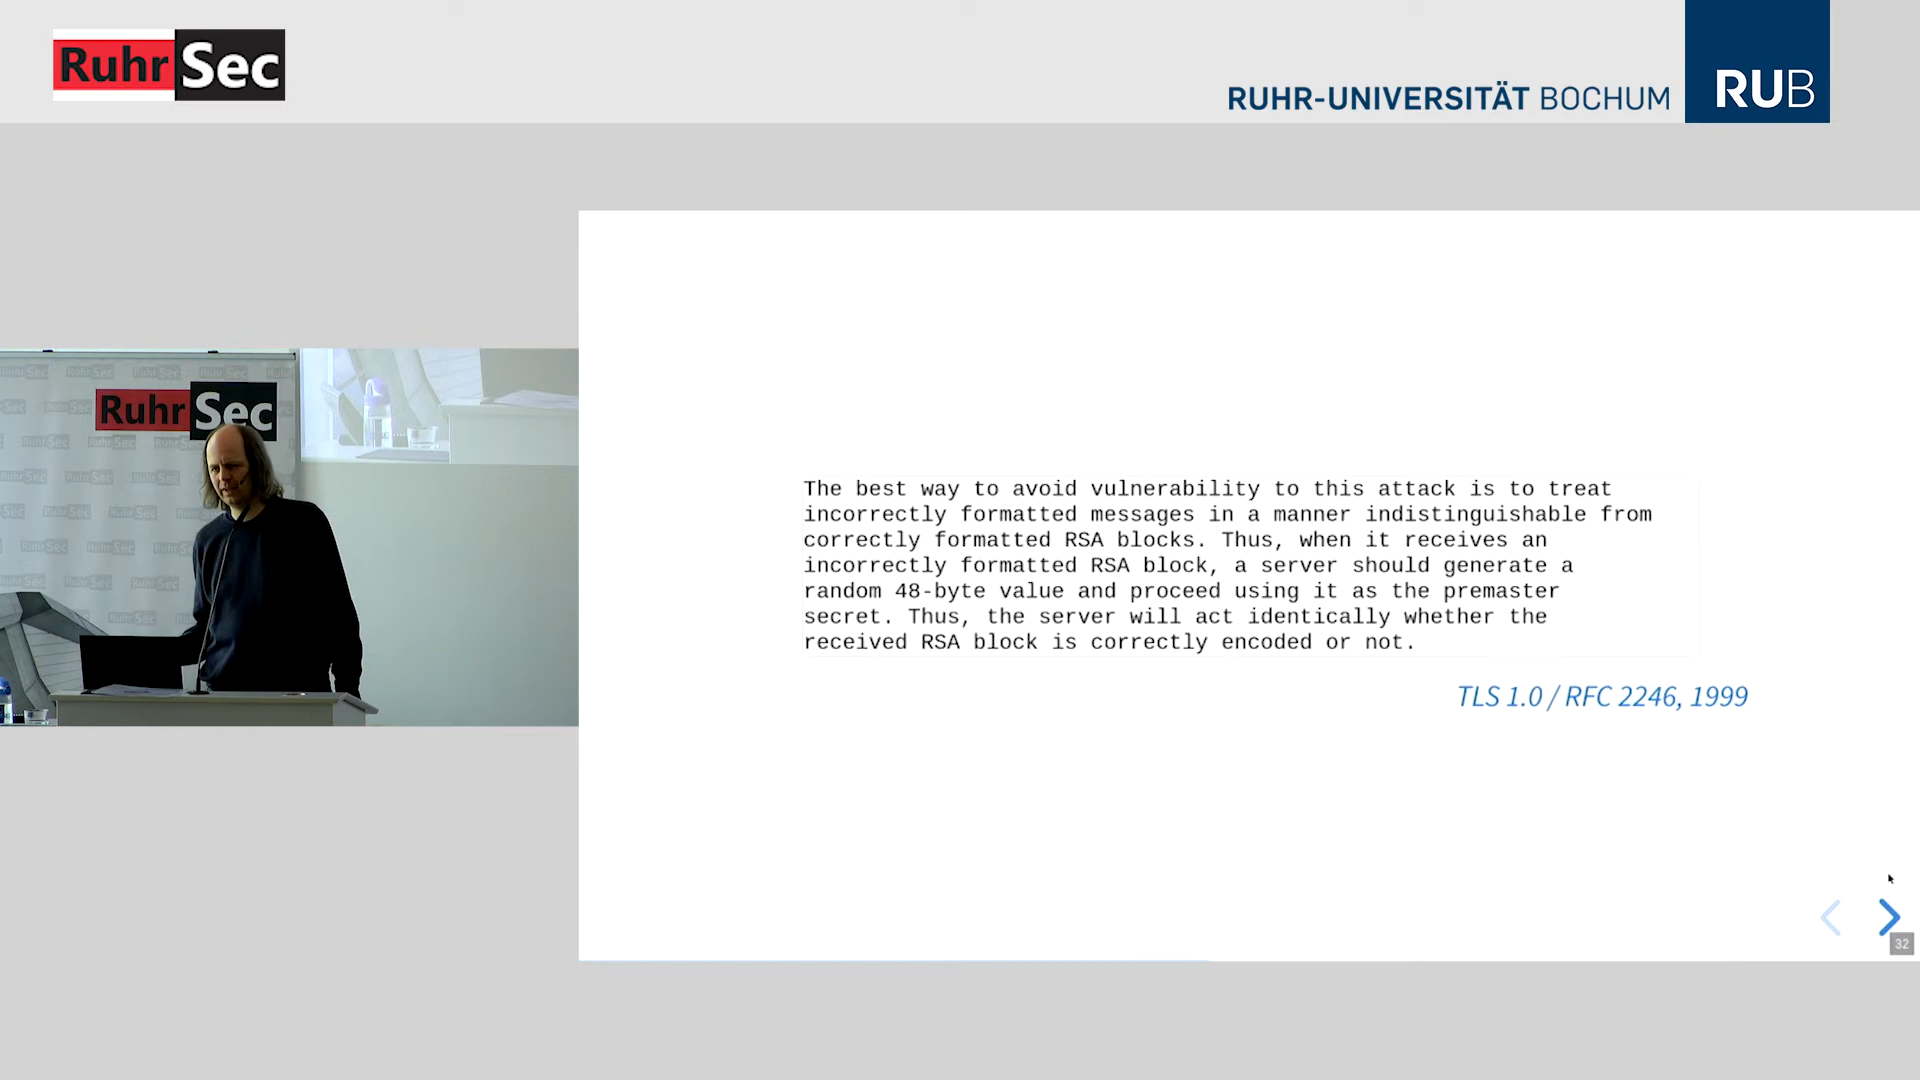 RuhrSec
RUHR-UNIVERSITÄT BOCHUM
RUB
RuhrSec
The best way to avoid vulnerability to this attack is to treat
incorrectly formatted messages in a manner indistinguishable from
correctly formatted RSA blocks. Thus, when it receives an
incorrectly formatted RSA block, a server should generate a
random 48-byte value and proceed using it as the premaster
secret. Thus, the server will act identically whether the
received RSA block is correctly encoded or not.
TLS 1.0 / RFC 2246, 1999
32